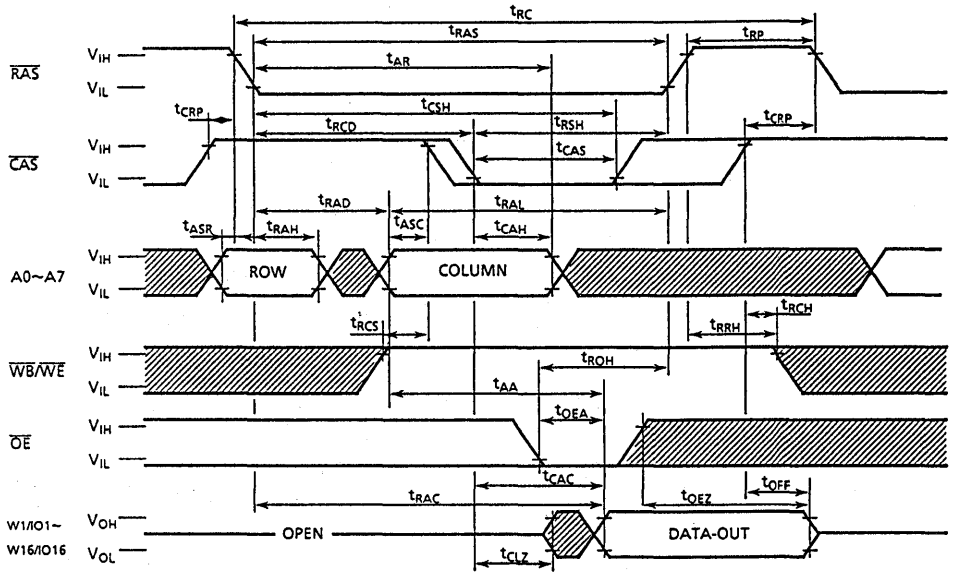 tRC
tRAS
tRP
VIH
tAR
RAS
VIL
tCRP
tCSH
tRCD
tRSH
tCRP
VIH
tCAS
CAS
VIL
tRAD
tRAL
tASR
tRAH
tASC
tCAH
VIH
A0~A7
ROW
COLUMN
VIL
tRCS
tRRH
tRCH
VIH
tROH
WB/WE
VIL
tAA
tOEA
VIH
OE
VIL
tCAC
tRAC
tOEZ
tOFF
W1/IO1~
VOH
OPEN
DATA-OUT
W16/IO16
VOL
tCLZ